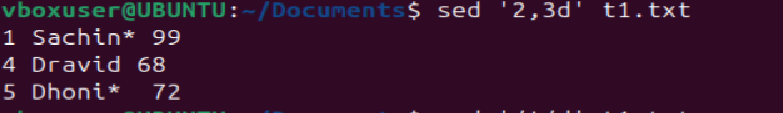 vboxuser@UBUNTU:~/Documents$ sed '2,3d' t1.txt
1 Sachin* 99
4 Dravid 68
5 Dhoni*  72